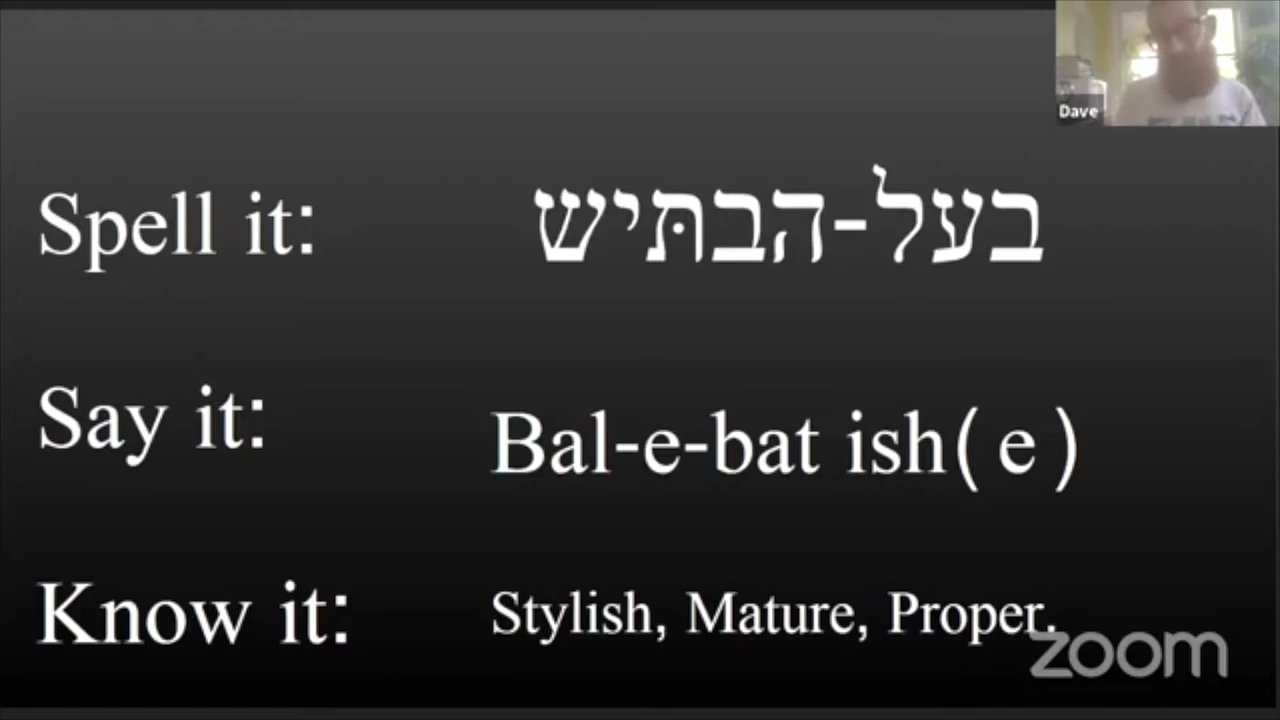 Dave
Spell it: בעל-הבתּיש
Say it: Bal-e-bat ish( e )
Know it: Stylish, Mature, Proper.
zoom